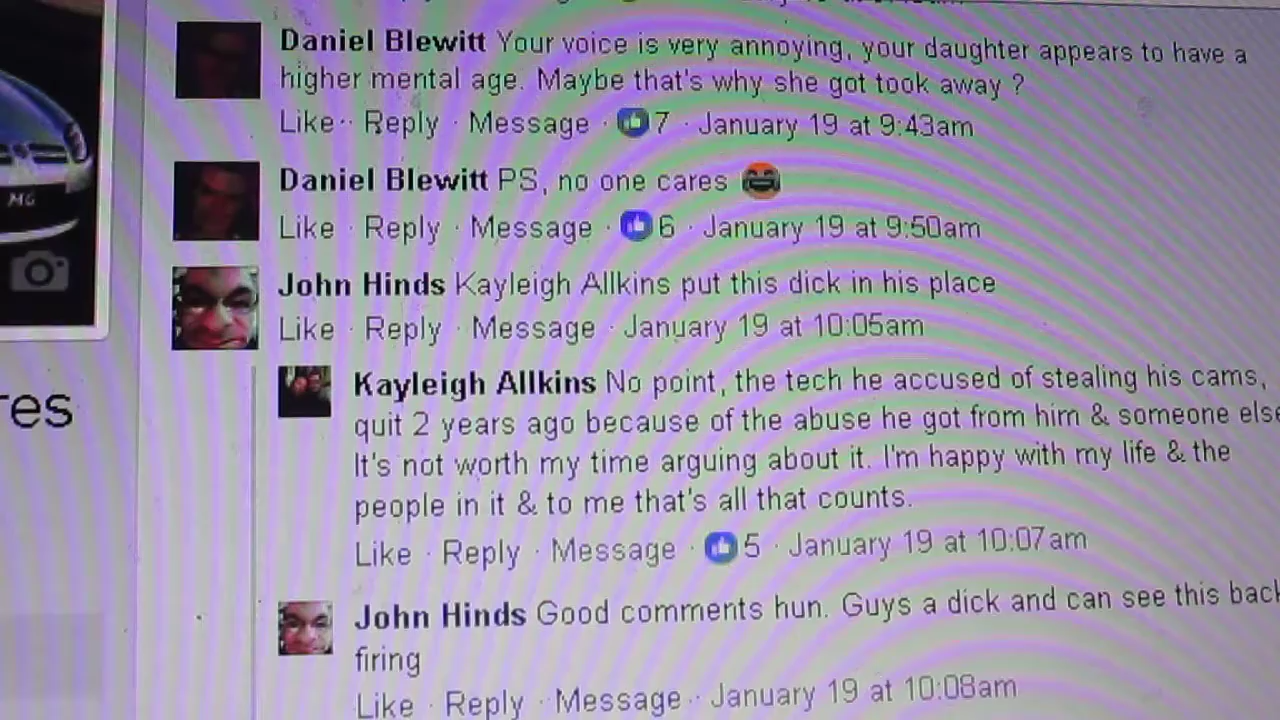 Daniel Blewitt Your voice is very annoying, your daughter appears to have a
higher mental age. Maybe that's why she got took away ?
Like · Reply · Message · 7 · January 19 at 9:43am
Daniel Blewitt PS, no one cares 😂
Like · Reply · Message · 6 · January 19 at 9:50am
MG
John Hinds Kayleigh Allkins put this dick in his place
Like · Reply · Message · January 19 at 10:05am
res
Kayleigh Allkins No point, the tech he accused of stealing his cams,
quit 2 years ago because of the abuse he got from him & someone else
It's not worth my time arguing about it. I'm happy with my life & the
people in it & to me that's all that counts.
Like · Reply · Message · 5 · January 19 at 10:07am
John Hinds Good comments hun. Guys a dick and can see this back
firing
Like · Reply · Message · January 19 at 10:08am